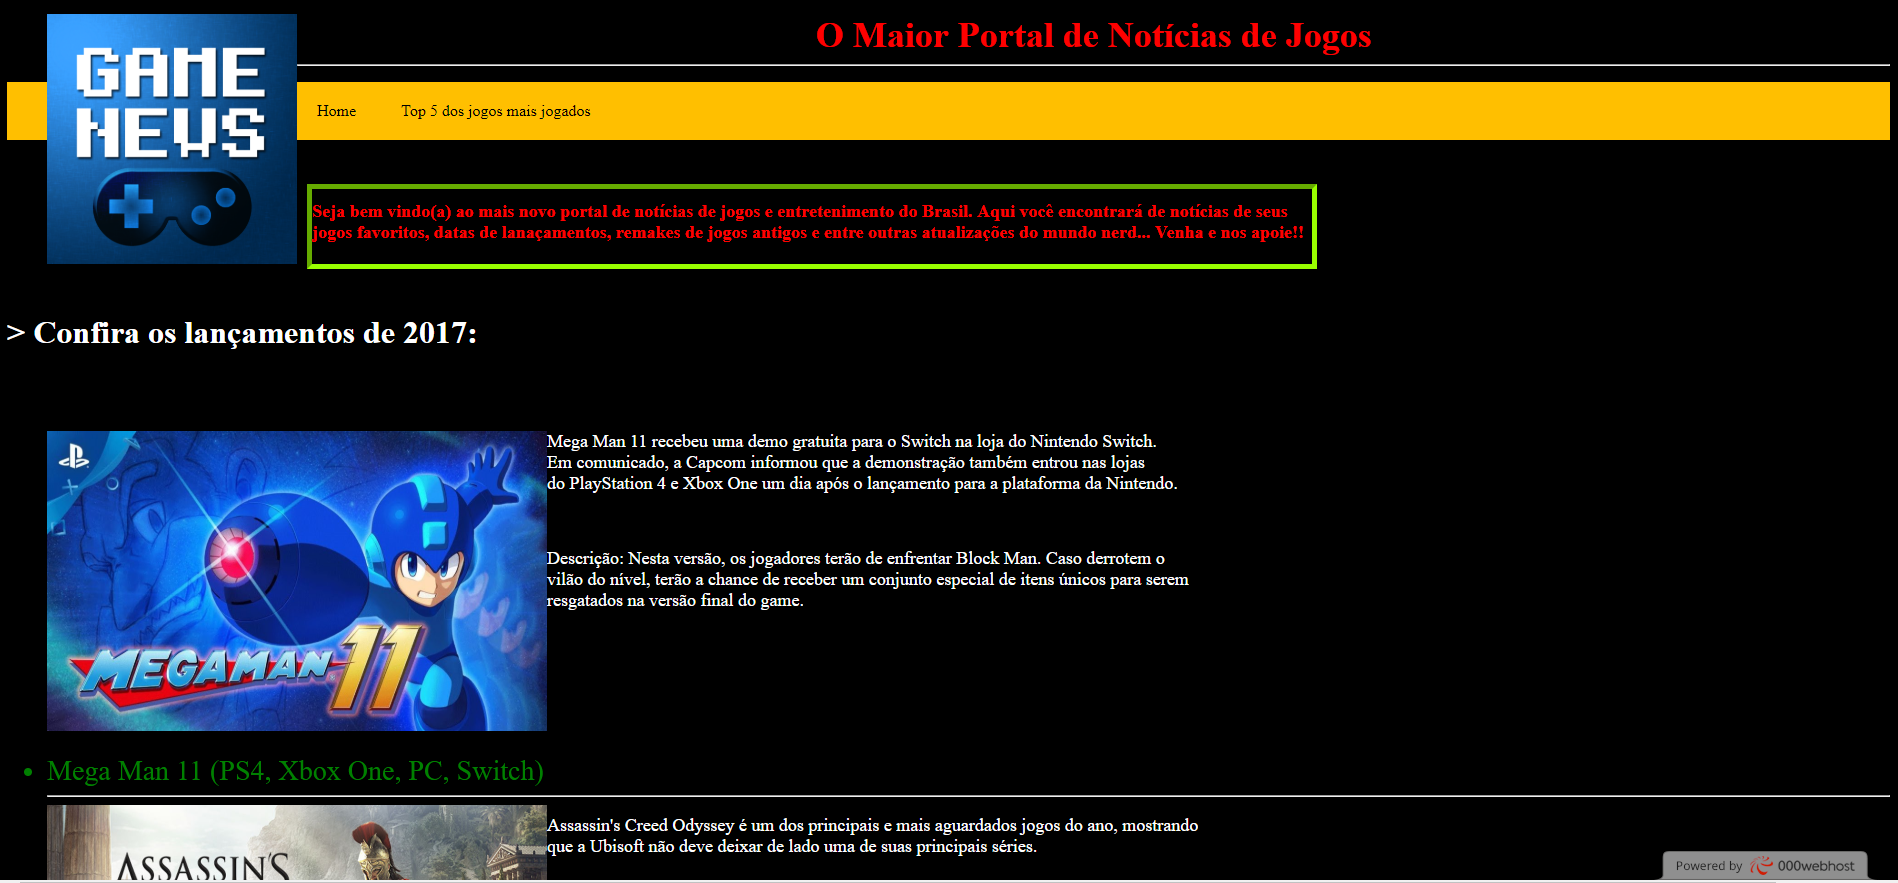 GAME
NEWS
O Maior Portal de Notícias de Jogos
Home
Top 5 dos jogos mais jogados
Seja bem vindo(a) ao mais novo portal de notícias de jogos e entretenimento do Brasil. Aqui você encontrará de notícias de seus
jogos favoritos, datas de lanaçamentos, remakes de jogos antigos e entre outras atualizações do mundo nerd... Venha e nos apoie!!
> Confira os lançamentos de 2017:
MEGAMAN 11
Mega Man 11 recebeu uma demo gratuita para o Switch na loja do Nintendo Switch.
Em comunicado, a Capcom informou que a demonstração também entrou nas lojas
do PlayStation 4 e Xbox One um dia após o lançamento para a plataforma da Nintendo.
Descrição: Nesta versão, os jogadores terão de enfrentar Block Man. Caso derrotem o
vilão do nível, terão a chance de receber um conjunto especial de itens únicos para serem
resgatados na versão final do game.
• Mega Man 11 (PS4, Xbox One, PC, Switch)
ASSASSIN'S
Assassin's Creed Odyssey é um dos principais e mais aguardados jogos do ano, mostrando
que a Ubisoft não deve deixar de lado uma de suas principais séries.
Powered by 000webhost